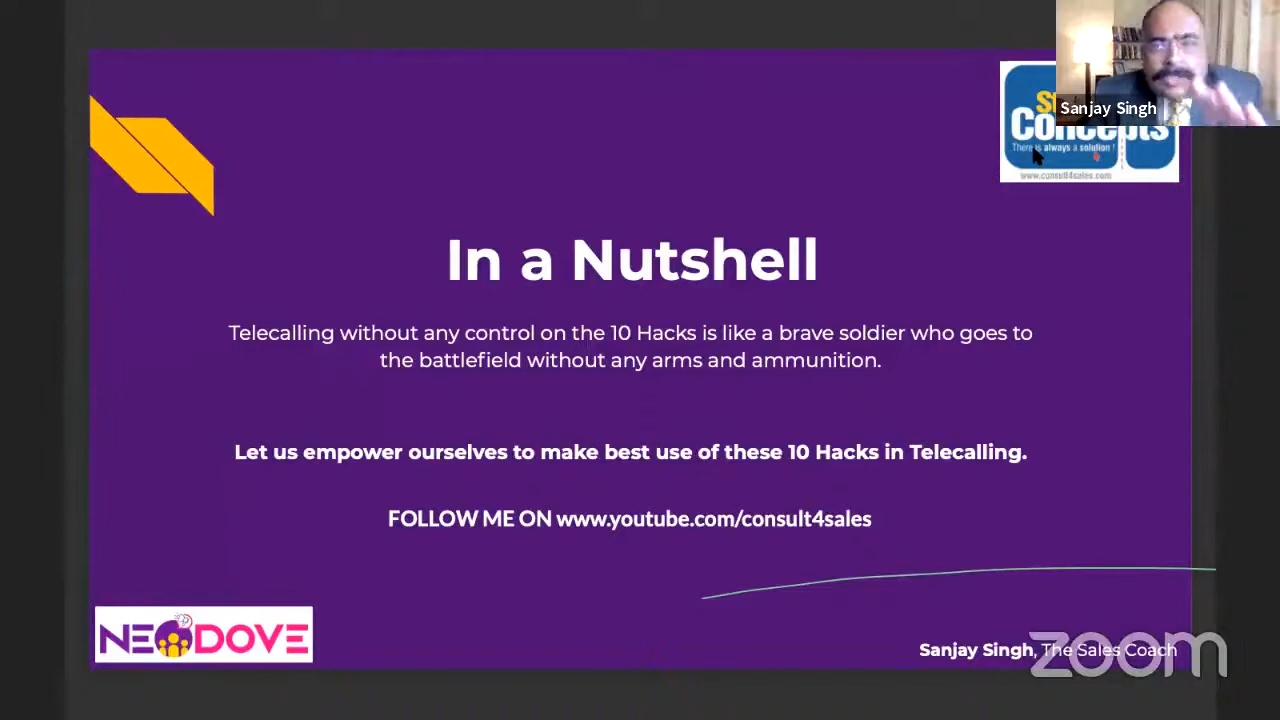 Sanjay Singh
Concepts
There is always a solution !
www.consult4sales.com
In a Nutshell
Telecalling without any control on the 10 Hacks is like a brave soldier who goes to
the battlefield without any arms and ammunition.
Let us empower ourselves to make best use of these 10 Hacks in Telecalling.
FOLLOW ME ON www.youtube.com/consult4sales
NEODOVE
Sanjay Singh, The Sales Coach
zoom